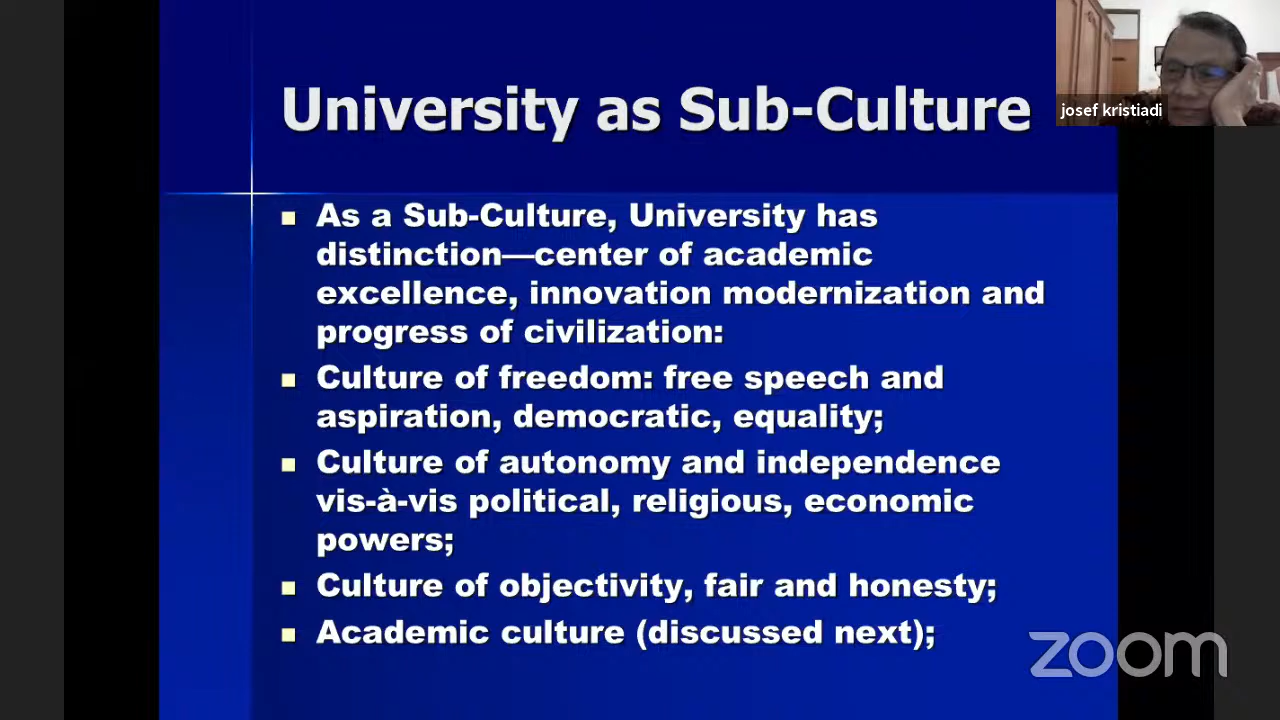 University as Sub-Culture
josef kristiadi
As a Sub-Culture, University has
distinction—center of academic
excellence, innovation modernization and
progress of civilization:
Culture of freedom: free speech and
aspiration, democratic, equality;
Culture of autonomy and independence
vis-à-vis political, religious, economic
powers;
Culture of objectivity, fair and honesty;
Academic culture (discussed next);
zoom